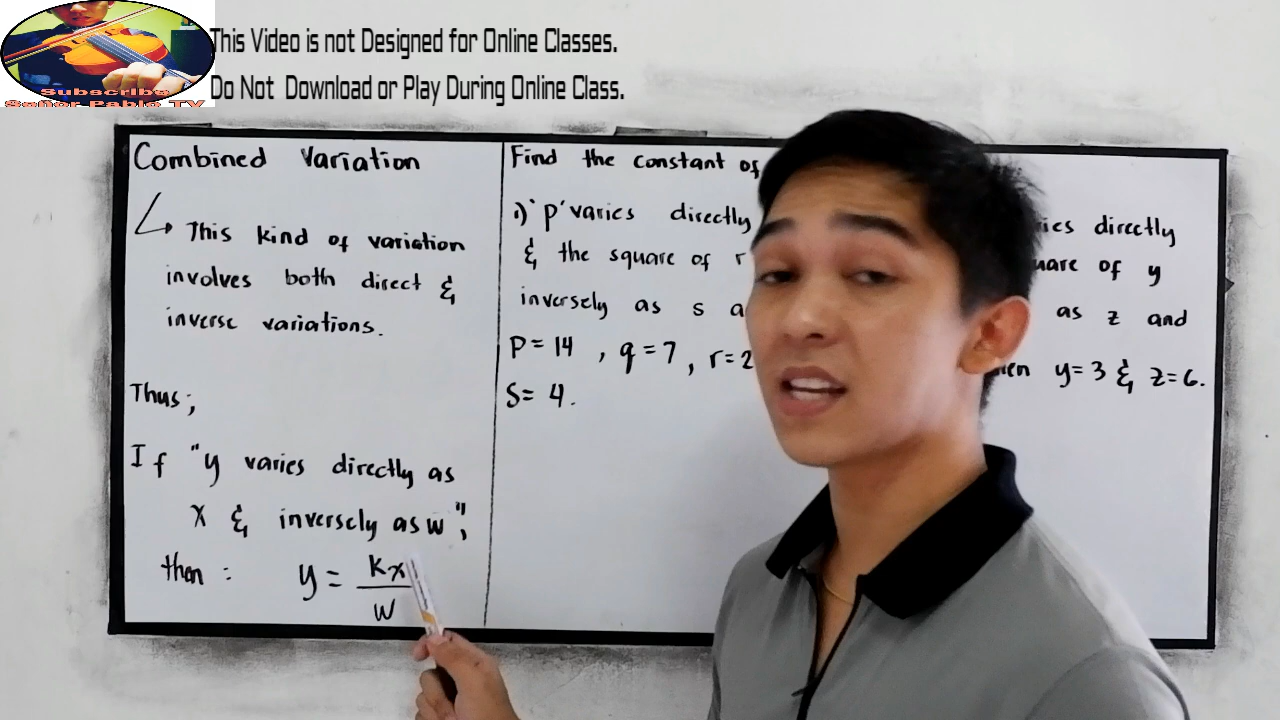 This Video is not Designed for Online Classes.
Do Not Download or Play During Online Class.
Subscribe
Señor Pablo TV
Combined Variation
This kind of variation
involves both direct &
inverse variations.
Thus;
If "y varies directly as
x & inversely as w";
then : y = kx
w
Find the constant of
1) 'p' varies directly
& the square of r
inversely as s
P = 14 , q = 7 , r = 2
S = 4 .
directly
of y
as z and
y = 3 & z = 6.